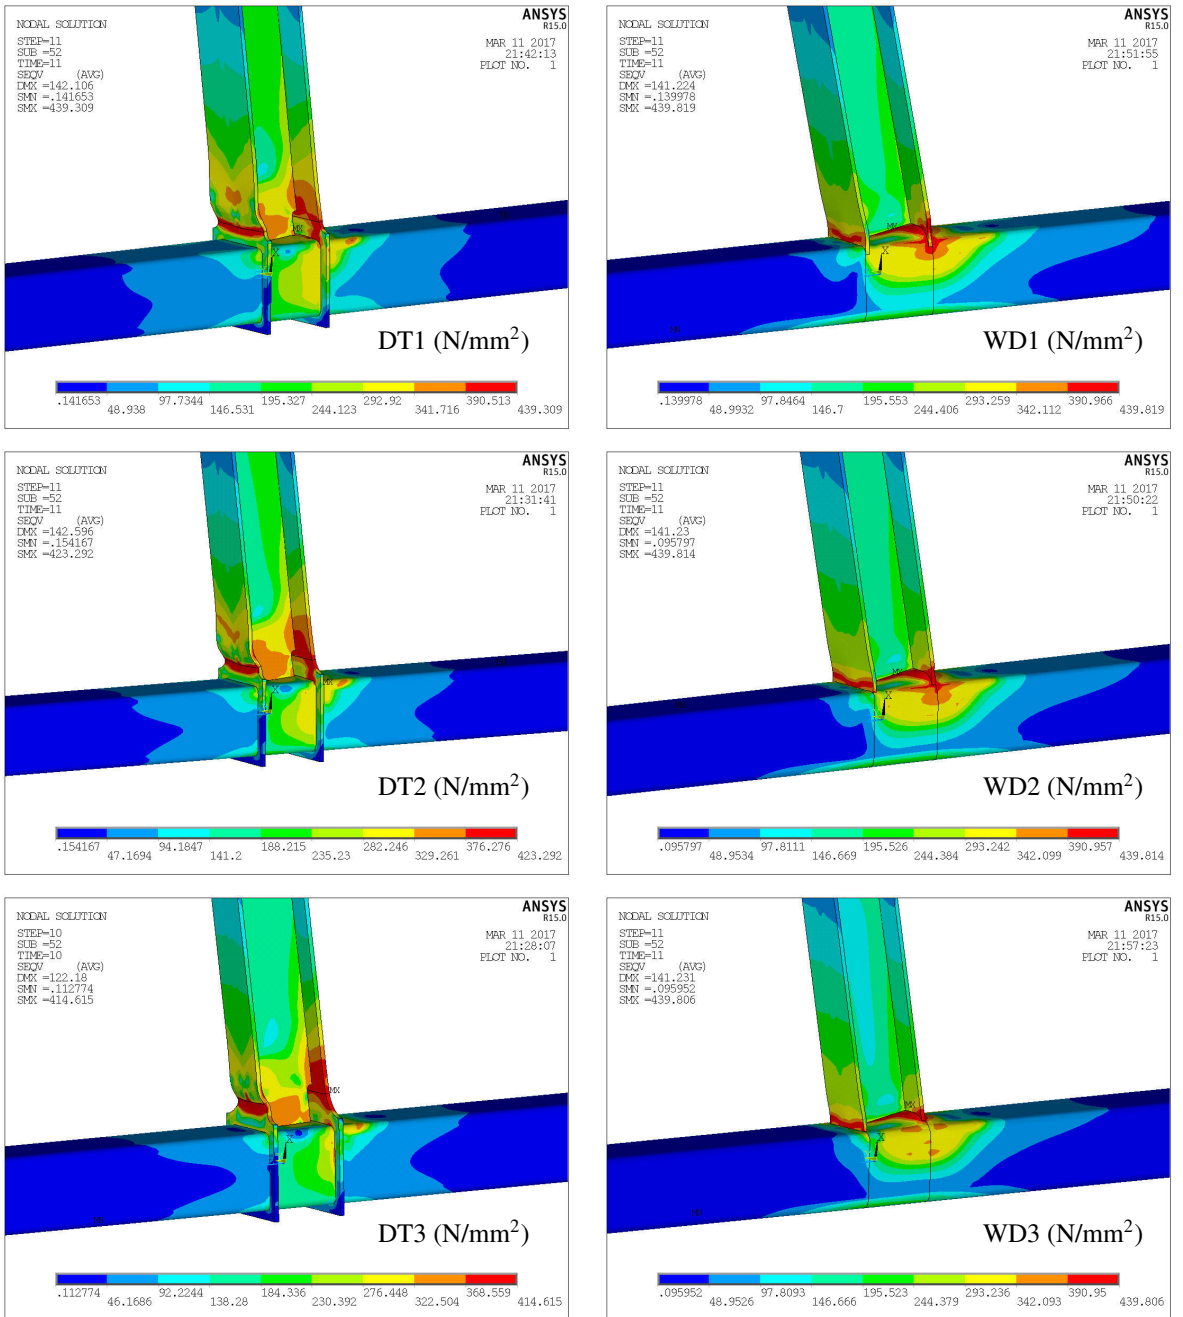 NODAL SOLUTION
STEP=11
SUB =52
TIME=11
SEQV (AVG)
DMX =142.106
SMN =.141653
SMX =439.309
ANSYS
R15.0
MAR 11 2017
21:42:13
PLOT NO. 1
MX
X
DT1 (N/mm²)
.141653 97.7344 195.327 292.92 390.513
48.938 146.531 244.123 341.716 439.309
NODAL SOLUTION
STEP=11
SUB =52
TIME=11
SEQV (AVG)
DMX =141.224
SMN =.139978
SMX =439.819
ANSYS
R15.0
MAR 11 2017
21:51:55
PLOT NO. 1
MX
X
MN
WD1 (N/mm²)
.139978 97.8464 195.553 293.259 390.966
48.9932 146.7 244.406 342.112 439.819
NODAL SOLUTION
STEP=11
SUB =52
TIME=11
SEQV (AVG)
DMX =142.596
SMN =.154167
SMX =423.292
ANSYS
R15.0
MAR 11 2017
21:31:41
PLOT NO. 1
MX
X
DT2 (N/mm²)
.154167 94.1847 188.215 282.246 376.276
47.1694 141.2 235.23 329.261 423.292
NODAL SOLUTION
STEP=11
SUB =52
TIME=11
SEQV (AVG)
DMX =141.23
SMN =.095797
SMX =439.814
ANSYS
R15.0
MAR 11 2017
21:50:22
PLOT NO. 1
MX
X
WD2 (N/mm²)
.095797 97.8111 195.526 293.242 390.957
48.9534 146.669 244.384 342.099 439.814
NODAL SOLUTION
STEP=10
SUB =52
TIME=10
SEQV (AVG)
DMX =122.18
SMN =.112774
SMX =414.615
ANSYS
R15.0
MAR 11 2017
21:28:07
PLOT NO. 1
MX
X
MN
DT3 (N/mm²)
.112774 92.2244 184.336 276.448 368.559
46.1686 138.28 230.392 322.504 414.615
NODAL SOLUTION
STEP=11
SUB =52
TIME=11
SEQV (AVG)
DMX =141.231
SMN =.095952
SMX =439.806
ANSYS
R15.0
MAR 11 2017
21:57:23
PLOT NO. 1
MX
X
MN
WD3 (N/mm²)
.095952 97.8093 195.523 293.236 390.95
48.9526 146.666 244.379 342.093 439.806